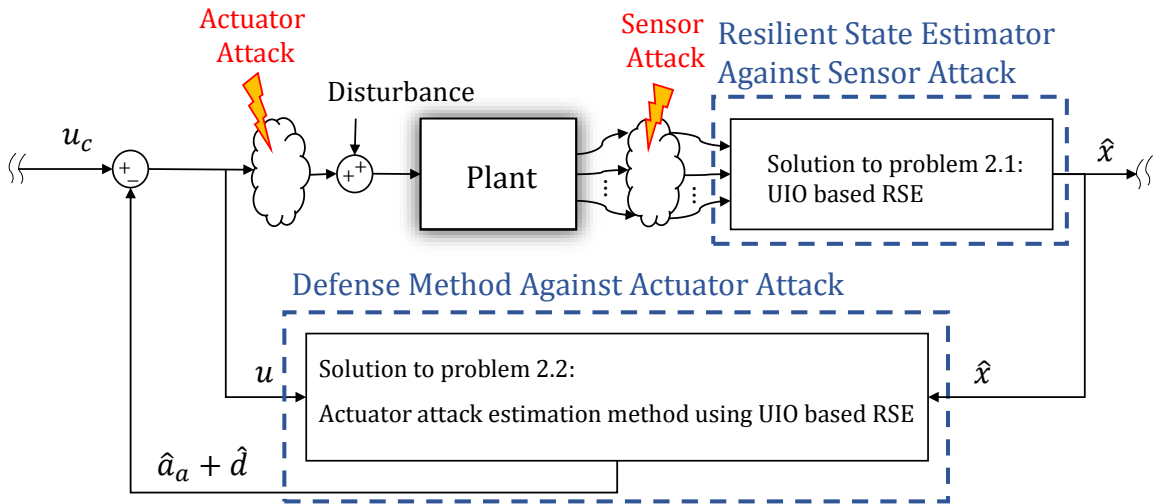 Actuator
Attack
Sensor
Attack
Resilient State Estimator
Against Sensor Attack
Disturbance
u_c
+
−
+
+
Plant
⋮
⋮
Solution to problem 2.1:
UIO based RSE
x̂
Defense Method Against Actuator Attack
u
Solution to problem 2.2:
Actuator attack estimation method using UIO based RSE
x̂
â_a + d̂